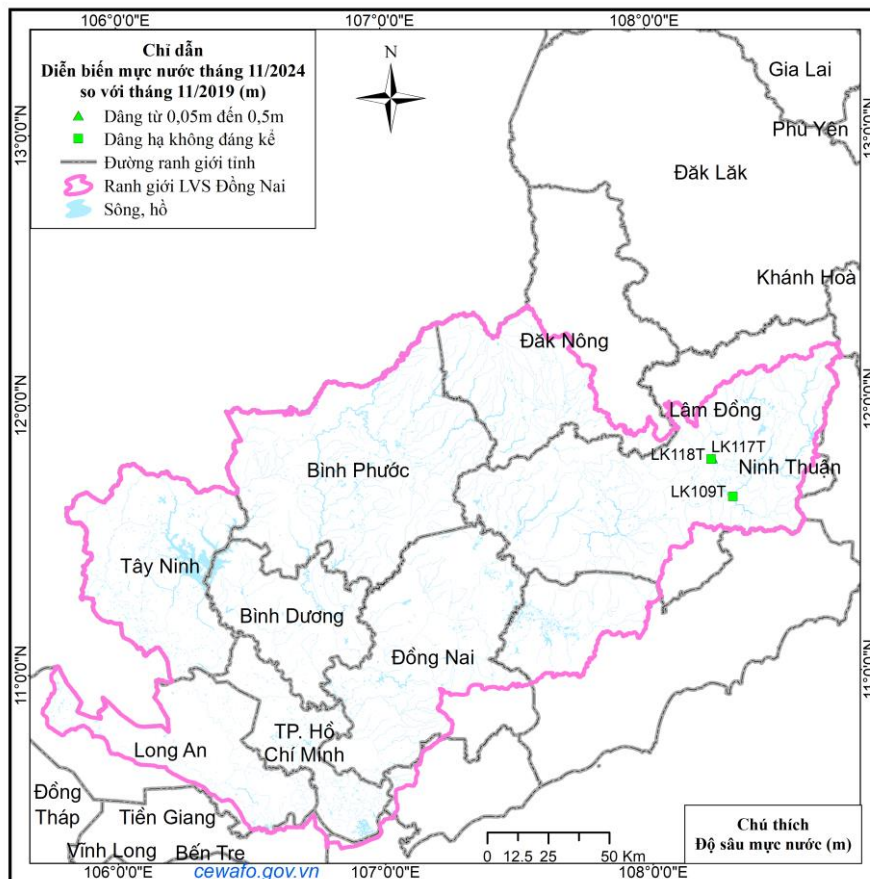 106°0'0"E
107°0'0"E
108°0'0"E
Chỉ dẫn
Diễn biến mực nước tháng 11/2024
so với tháng 11/2019 (m)
Dâng từ 0,05m đến 0,5m
Dâng hạ không đáng kể
Đường ranh giới tỉnh
Ranh giới LVS Đồng Nai
Sông, hồ
N
Gia Lai
Phú Yên
13°0'0"N
13°0'0"N
Đăk Lăk
Khánh Hoà
Đăk Nông
12°0'0"N
12°0'0"N
Lâm Đồng
LK118T
LK117T
Ninh Thuận
LK109T
Bình Phước
Tây Ninh
Bình Dương
Đồng Nai
11°0'0"N
11°0'0"N
TP. Hồ
Chí Minh
Long An
Đồng
Tháp
Tiền Giang
Vĩnh Long
Bến Tre
0 12.5 25 50 Km
Chú thích
Độ sâu mực nước (m)
106°0'0"E
107°0'0"E
108°0'0"E
cewafo.gov.vn